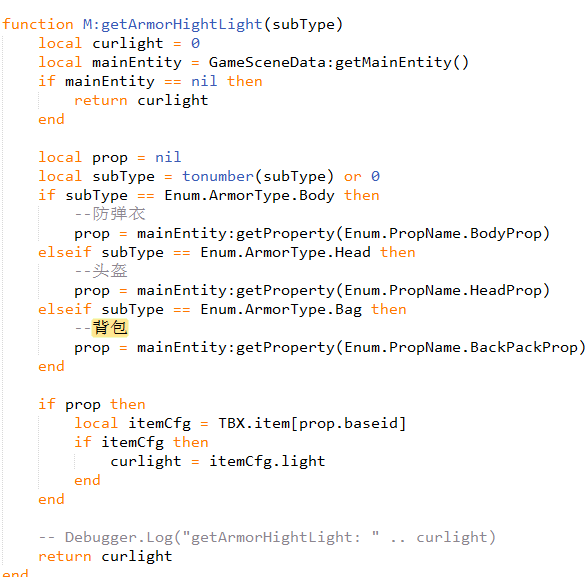 function M:getArmorHightLight(subType)
local curlight = 0
local mainEntity = GameSceneData:getMainEntity()
if mainEntity == nil then
return curlight
end
local prop = nil
local subType = tonumber(subType) or 0
if subType == Enum.ArmorType.Body then
--防弹衣
prop = mainEntity:getProperty(Enum.PropName.BodyProp)
elseif subType == Enum.ArmorType.Head then
--头盔
prop = mainEntity:getProperty(Enum.PropName.HeadProp)
elseif subType == Enum.ArmorType.Bag then
--背包
prop = mainEntity:getProperty(Enum.PropName.BackPackProp)
end
if prop then
local itemCfg = TBX.item[prop.baseid]
if itemCfg then
curlight = itemCfg.light
end
end
-- Debugger.Log("getArmorHightLight: " .. curlight)
return curlight
end